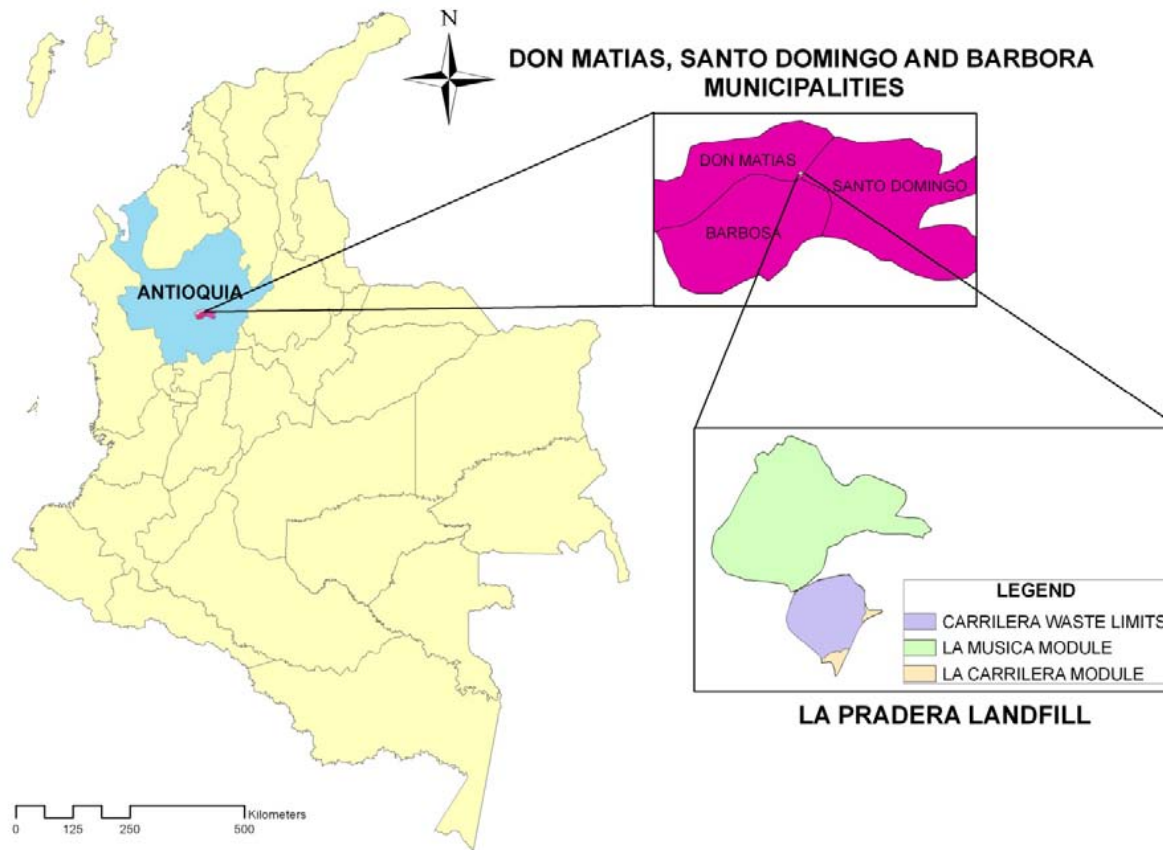 N
DON MATIAS, SANTO DOMINGO AND BARBORA
MUNICIPALITIES
DON MATIAS
SANTO DOMINGO
BARBOSA
ANTIOQUIA
LEGEND
CARRILERA WASTE LIMITS
LA MUSICA MODULE
LA CARRILERA MODULE
LA PRADERA LANDFILL
Kilometers
0 125 250 500